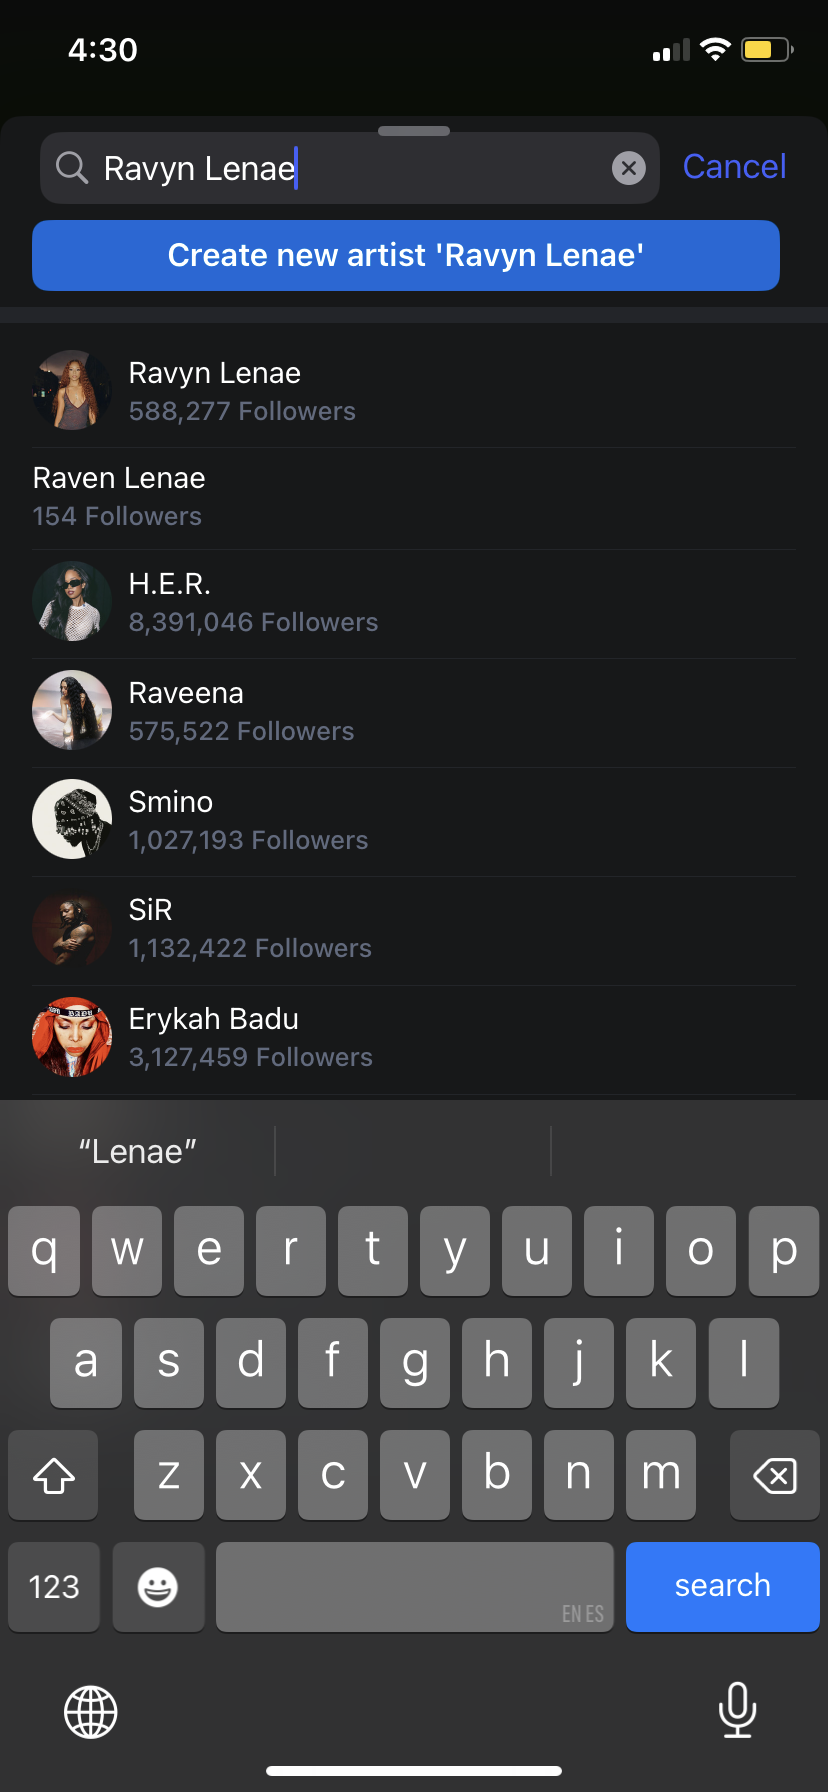 4:30
Ravyn Lenae
Cancel
Create new artist 'Ravyn Lenae'
Ravyn Lenae
588,277 Followers
Raven Lenae
154 Followers
H.E.R.
8,391,046 Followers
Raveena
575,522 Followers
Smino
1,027,193 Followers
SiR
1,132,422 Followers
BADU
Erykah Badu
3,127,459 Followers
“Lenae”
q w e r t y u i o p
a s d f g h j k l
z x c v b n m
123
EN ES
search